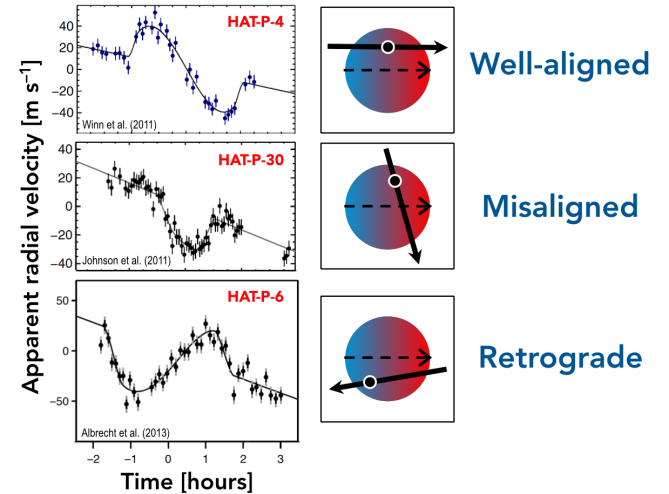 HAT-P-4
40
20
0
−20
−40
Winn et al. (2011)
Well-aligned
HAT-P-30
40
20
0
−20
−40
Johnson et al. (2011)
Misaligned
HAT-P-6
50
0
−50
Albrecht et al. (2013)
Retrograde
Apparent radial velocity [m s⁻¹]
−2 −1 0 1 2 3
Time [hours]